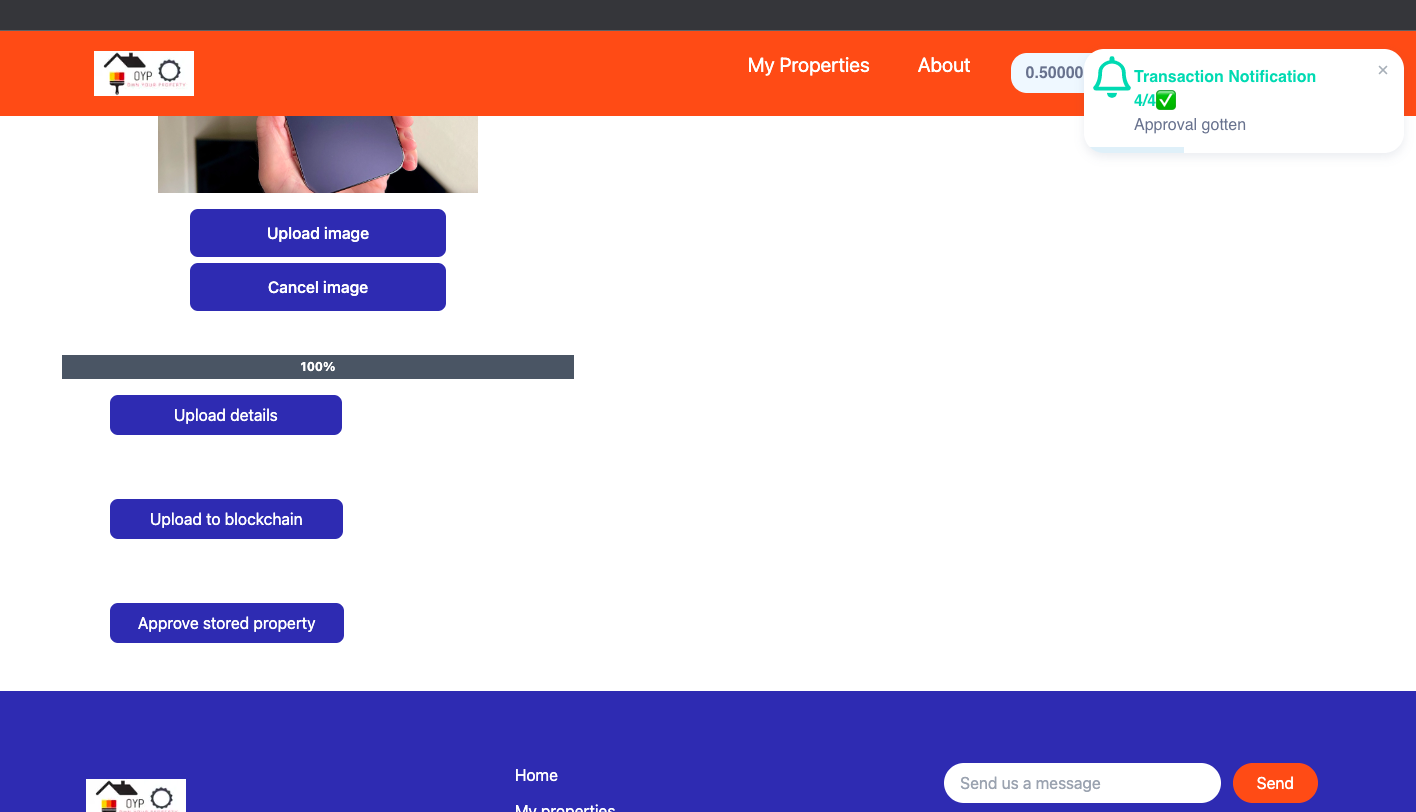 OYP
OWN YOUR PROPERTY
My Properties
About
0.50000
Transaction Notification
4/4✅
Approval gotten
×
Upload image
Cancel image
100%
Upload details
Upload to blockchain
Approve stored property
OYP
Home
My properties
Send us a message
Send